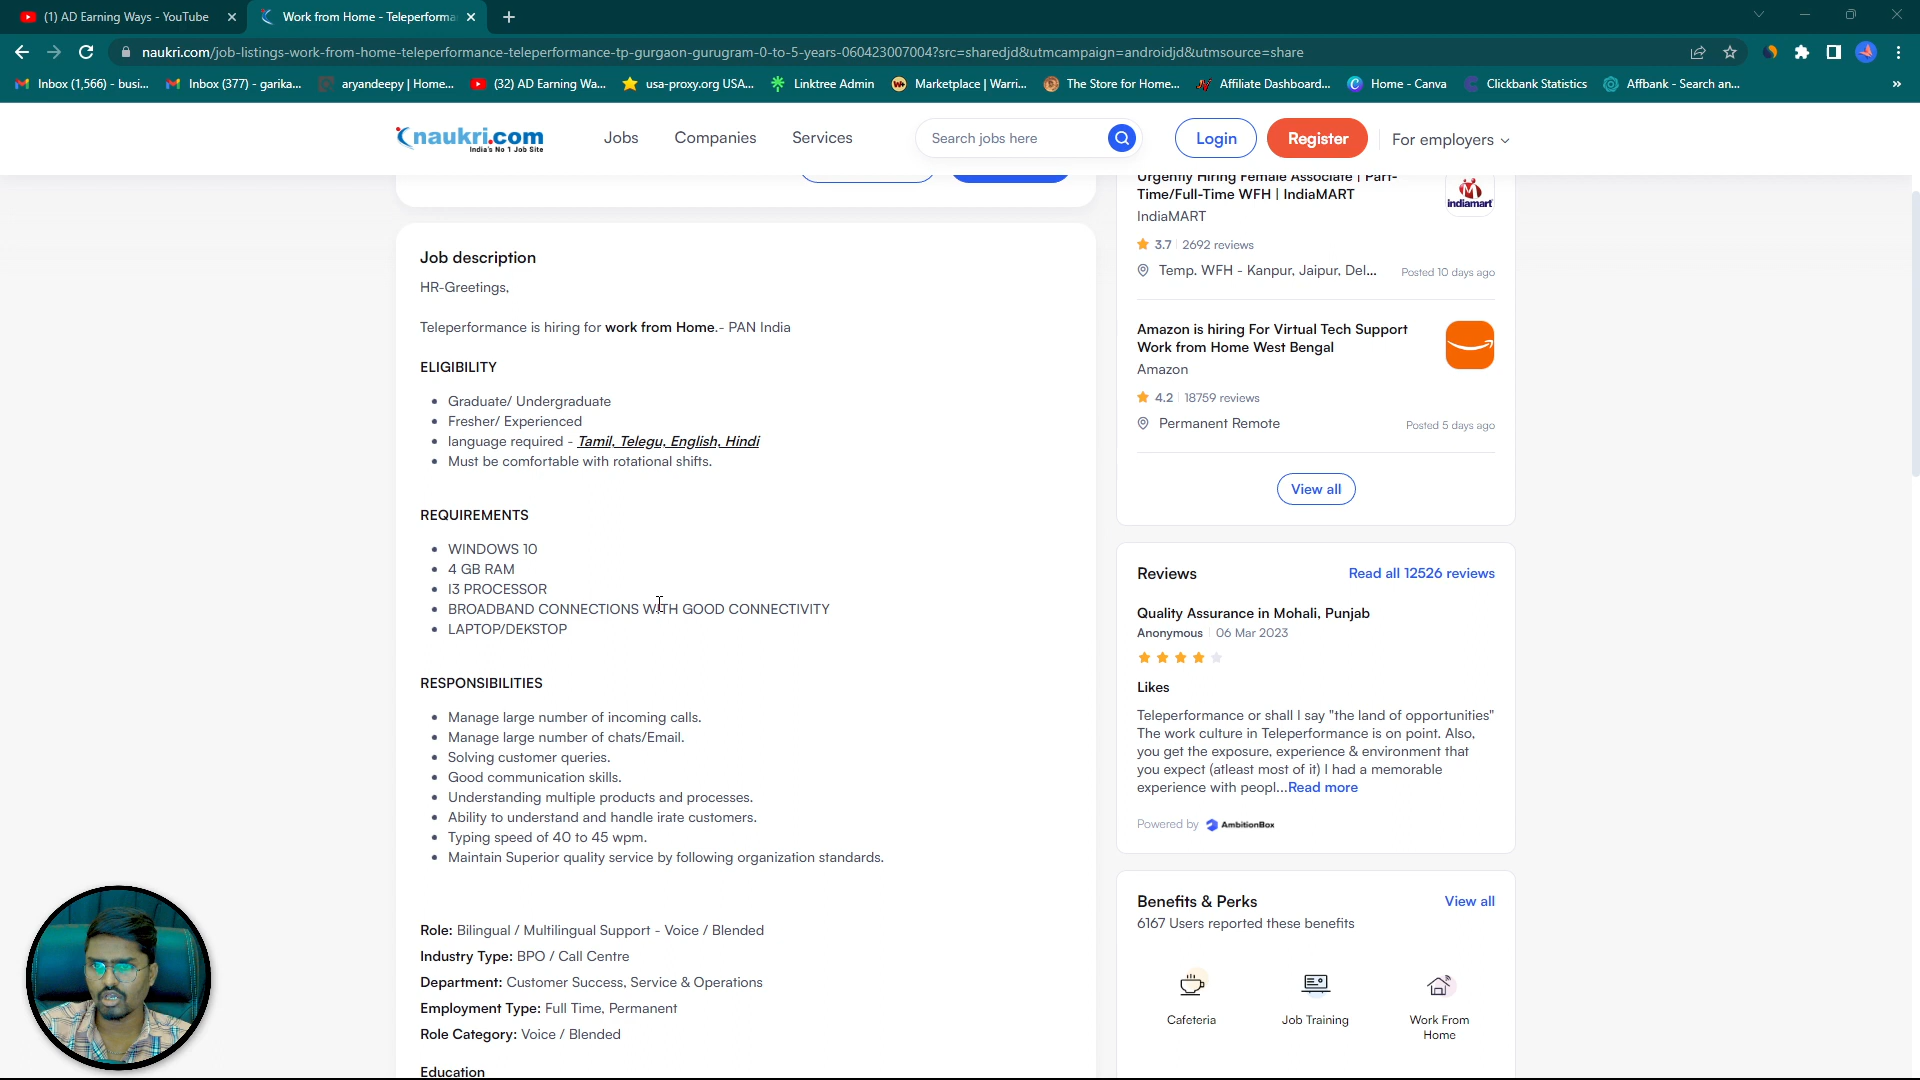 (1) AD Earning Ways - YouTube
Work from Home - Teleperforma
naukri.com/job-listings-work-from-home-teleperformance-teleperformance-tp-gurgaon-gurugram-0-to-5-years-060423007004?src=sharedjd&utmcampaign=androidjd&utmsource=share
Inbox (1,566) - busi...
Inbox (377) - garika...
aryandeepy | Home...
(32) AD Earning Wa...
usa-proxy.org USA...
Linktree Admin
Marketplace | Warri...
The Store for Home...
Affiliate Dashboard...
Home - Canva
Clickbank Statistics
Affbank - Search an...
»
naukri.com
India's No 1 Job Site
Jobs
Companies
Services
Search jobs here
Login
Register
For employers
Job description
HR-Greetings,
Teleperformance is hiring for work from Home.- PAN India
ELIGIBILITY
• Graduate/ Undergraduate
• Fresher/ Experienced
• language required - Tamil, Telegu, English, Hindi
• Must be comfortable with rotational shifts.
REQUIREMENTS
• WINDOWS 10
• 4 GB RAM
• I3 PROCESSOR
• BROADBAND CONNECTIONS WITH GOOD CONNECTIVITY
• LAPTOP/DEKSTOP
RESPONSIBILITIES
• Manage large number of incoming calls.
• Manage large number of chats/Email.
• Solving customer queries.
• Good communication skills.
• Understanding multiple products and processes.
• Ability to understand and handle irate customers.
• Typing speed of 40 to 45 wpm.
• Maintain Superior quality service by following organization standards.
Role: Bilingual / Multilingual Support - Voice / Blended
Industry Type: BPO / Call Centre
Department: Customer Success, Service & Operations
Employment Type: Full Time, Permanent
Role Category: Voice / Blended
Education
Urgently Hiring Female Associate | Part-
Time/Full-Time WFH | IndiaMART
IndiaMART
indiamart
3.7 | 2692 reviews
Temp. WFH - Kanpur, Jaipur, Del...
Posted 10 days ago
Amazon is hiring For Virtual Tech Support
Work from Home West Bengal
Amazon
4.2 | 18759 reviews
Permanent Remote
Posted 5 days ago
View all
Reviews
Read all 12526 reviews
Quality Assurance in Mohali, Punjab
Anonymous | 06 Mar 2023
Likes
Teleperformance or shall I say "the land of opportunities"
The work culture in Teleperformance is on point. Also,
you get the exposure, experience & environment that
you expect (atleast most of it) I had a memorable
experience with peopl...Read more
Powered by AmbitionBox
Benefits & Perks
View all
6167 Users reported these benefits
Cafeteria
Job Training
Work From
Home